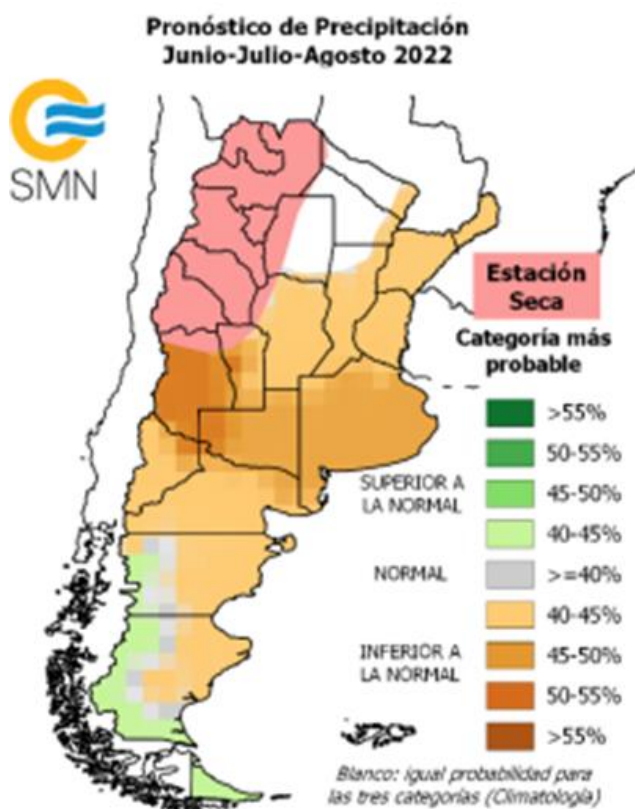 Pronóstico de Precipitación
Junio-Julio-Agosto 2022
SMN
Estación
Seca
Categoría más
probable
>55%
50-55%
45-50%
SUPERIOR A
LA NORMAL
40-45%
NORMAL
>=40%
40-45%
INFERIOR A
LA NORMAL
45-50%
50-55%
>55%
Blanco: igual probabilidad para
las tres categorías (Climatología)